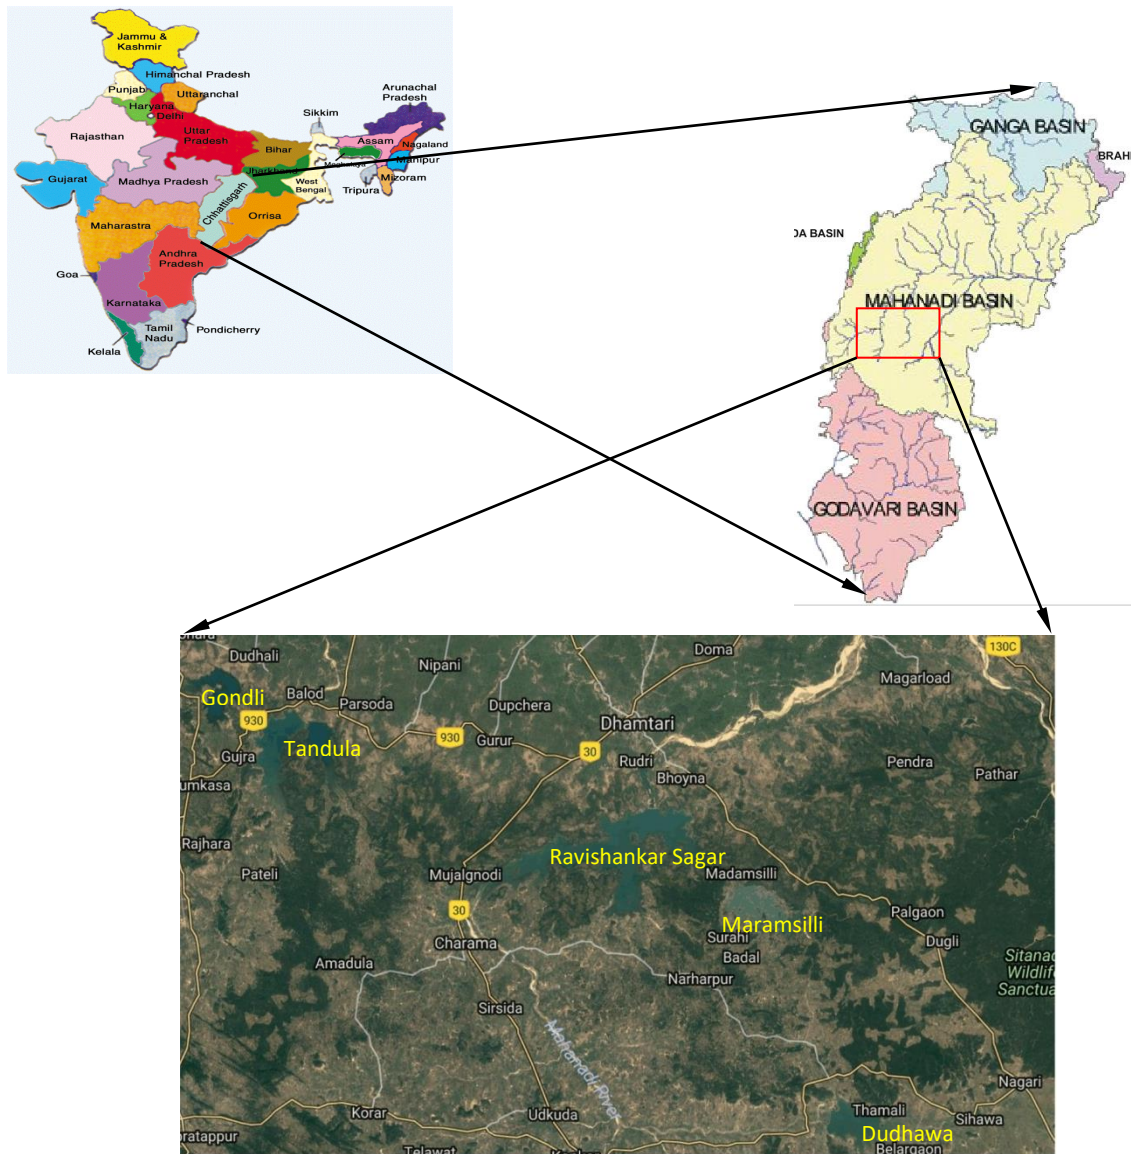 Jammu &
Kashmir
Himanchal Pradesh
Punjab
Uttaranchal
Haryana
Delhi
Rajasthan
Uttar
Pradesh
Sikkim
Arunachal
Pradesh
Assam
Nagaland
Bihar
Manipur
Jharkhand
Gujarat
Madhya Pradesh
West
Bengal
Tripura
Mizoram
Chhattisgarh
Orrisa
Maharastra
Andhra
Pradesh
Goa
Karnataka
Tamil
Nadu
Pondicherry
Kelala
GANGA BASIN
BRAHI
DA BASIN
MAHANADI BASIN
GODAVARI BASIN
Dudhali
Nipani
Doma
130C
Gondli
Balod
Parsoda
Dupchera
Magarload
930
Dhamtari
Tandula
930
Gurur
30
Gujra
Rudri
Pendra
Pathar
umkasa
Bhoyna
Rajhara
Ravishankar Sagar
Pateli
Mujalgnodi
Madamsilli
30
Maramsilli
Palgaon
Charama
Surahi
Dugli
Amadula
Badal
Sitanad
Wildlife
Sanctua
Narharpur
Sirsida
Mahanadi River
Nagari
Korar
Udkuda
Thamali
Sihawa
pratappur
Dudhawa
Telawat
Belargaon